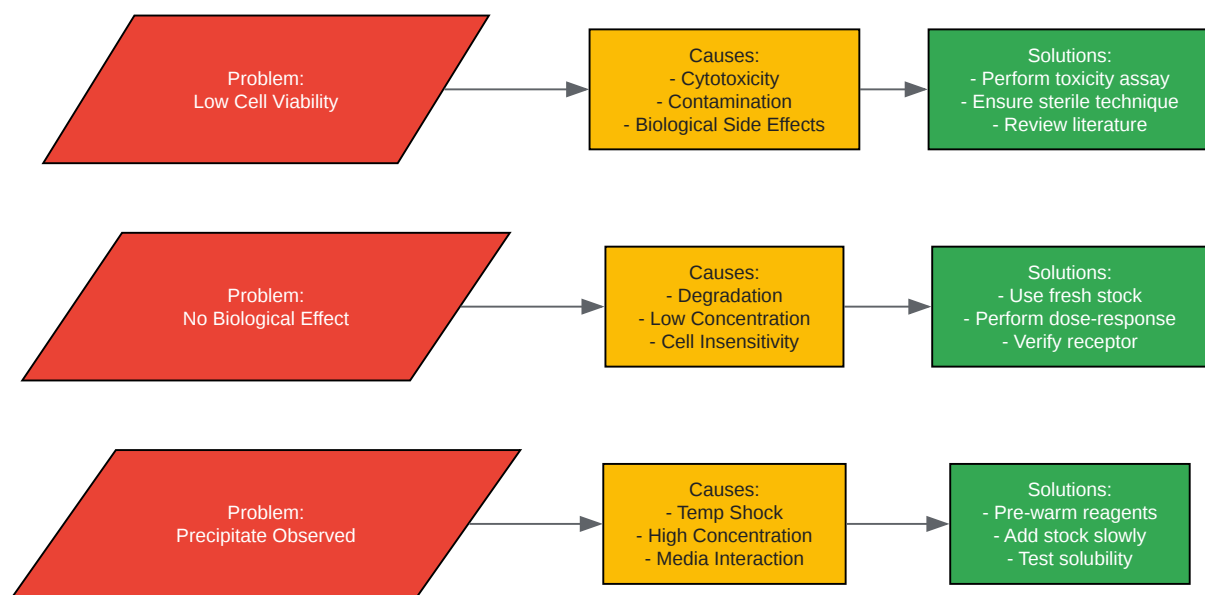 Problem:
Low Cell Viability
Causes:
- Cytotoxicity
- Contamination
- Biological Side Effects
Solutions:
- Perform toxicity assay
- Ensure sterile technique
- Review literature
Problem:
No Biological Effect
Causes:
- Degradation
- Low Concentration
- Cell Insensitivity
Solutions:
- Use fresh stock
- Perform dose-response
- Verify receptor
Problem:
Precipitate Observed
Causes:
- Temp Shock
- High Concentration
- Media Interaction
Solutions:
- Pre-warm reagents
- Add stock slowly
- Test solubility